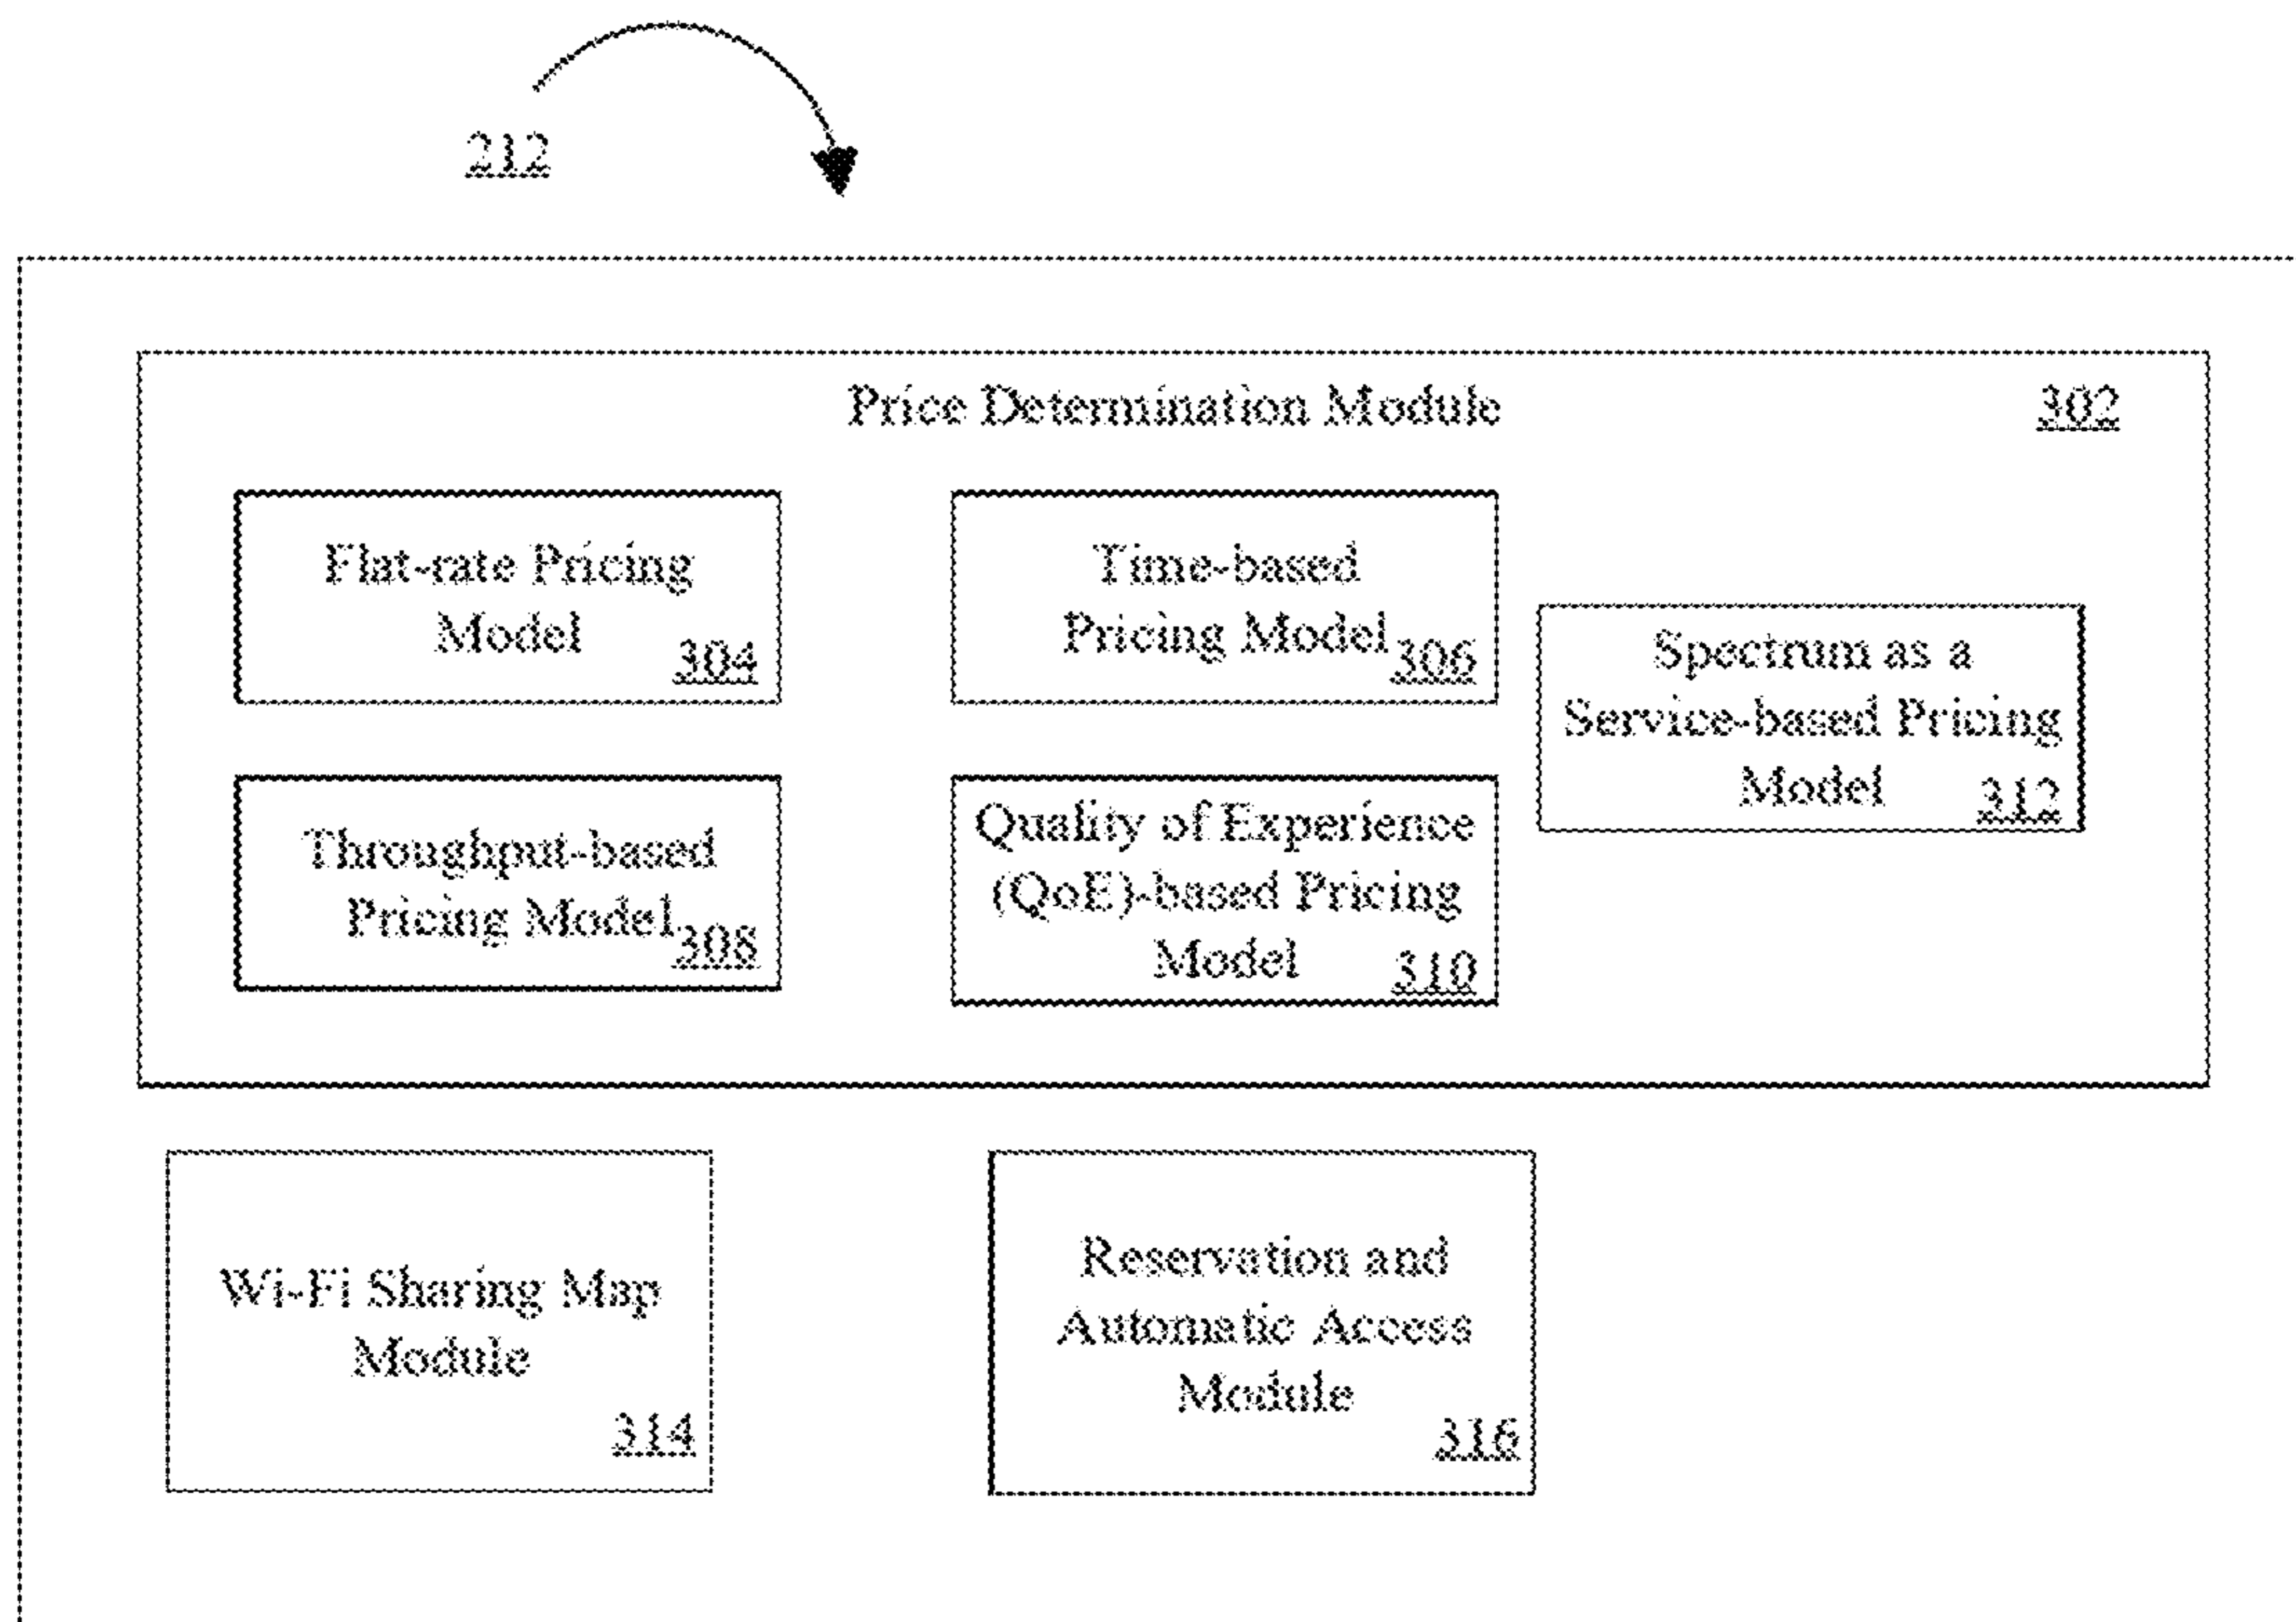 212
Price Determination Module 302
Flat-rate Pricing
Model 304
Time-based
Pricing Model 306
Spectrum as a
Service-based Pricing
Model 312
Throughput-based
Pricing Model 308
Quality of Experience
(QoE)-based Pricing
Model 310
Wi-Fi Sharing Map
Module
314
Reservation and
Automatic Access
Module
316